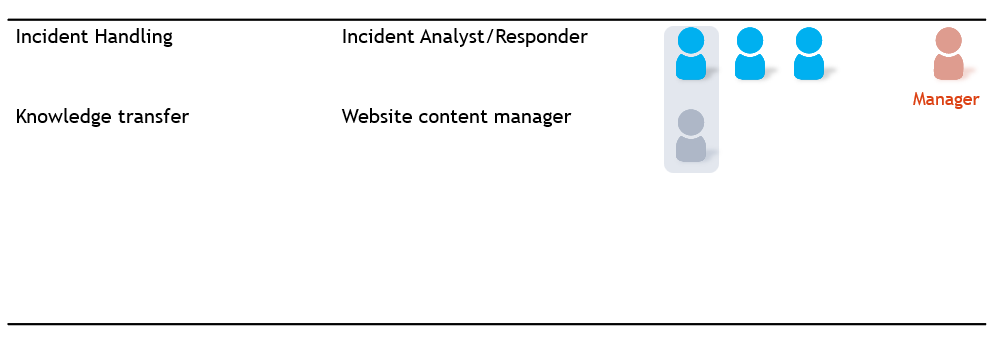 Incident Handling
Incident Analyst/Responder
Manager
Knowledge transfer
Website content manager